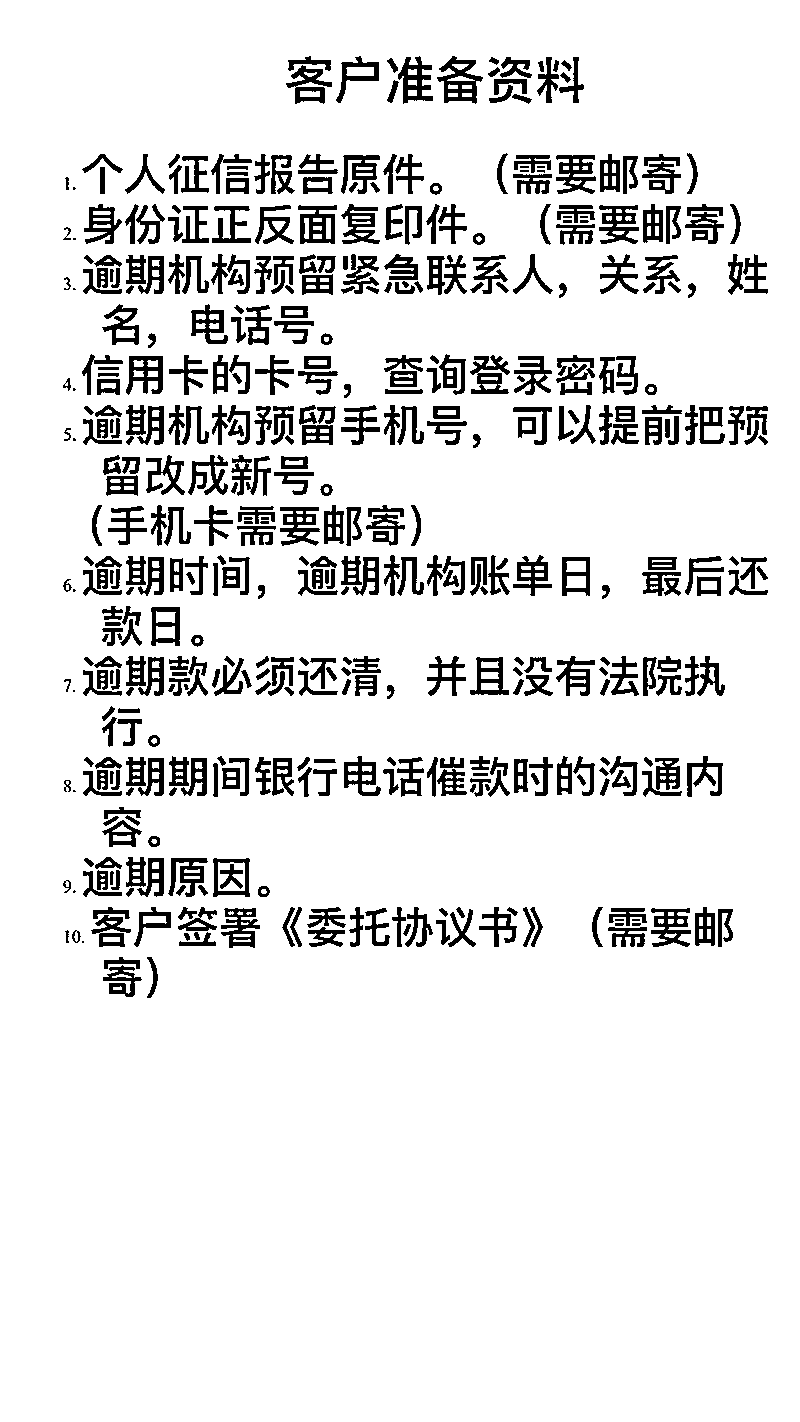 客户准备资料
1. 个人征信报告原件。（需要邮寄）
2. 身份证正反面复印件。（需要邮寄）
3. 逾期机构预留紧急联系人，关系，姓
名，电话号。
4. 信用卡的卡号，查询登录密码。
5. 逾期机构预留手机号，可以提前把预
留改成新号。
（手机卡需要邮寄）
6. 逾期时间，逾期机构账单日，最后还
款日。
7. 逾期款必须还清，并且没有法院执
行。
8. 逾期期间银行电话催款时的沟通内
容。
9. 逾期原因。
10. 客户签署《委托协议书》（需要邮
寄）